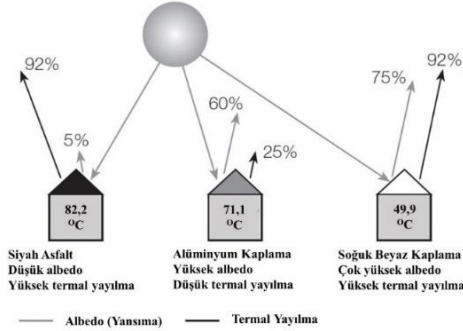 92%
5%
60%
25%
75%
92%
82,2
°C
71,1
°C
49,9
°C
Siyah Asfalt
Düşük albedo
Yüksek termal yayılma
Alüminyum Kaplama
Yüksek albedo
Düşük termal yayılma
Soğuk Beyaz Kaplama
Çok yüksek albedo
Yüksek termal yayılma
Albedo (Yansıma)
Termal Yayılma